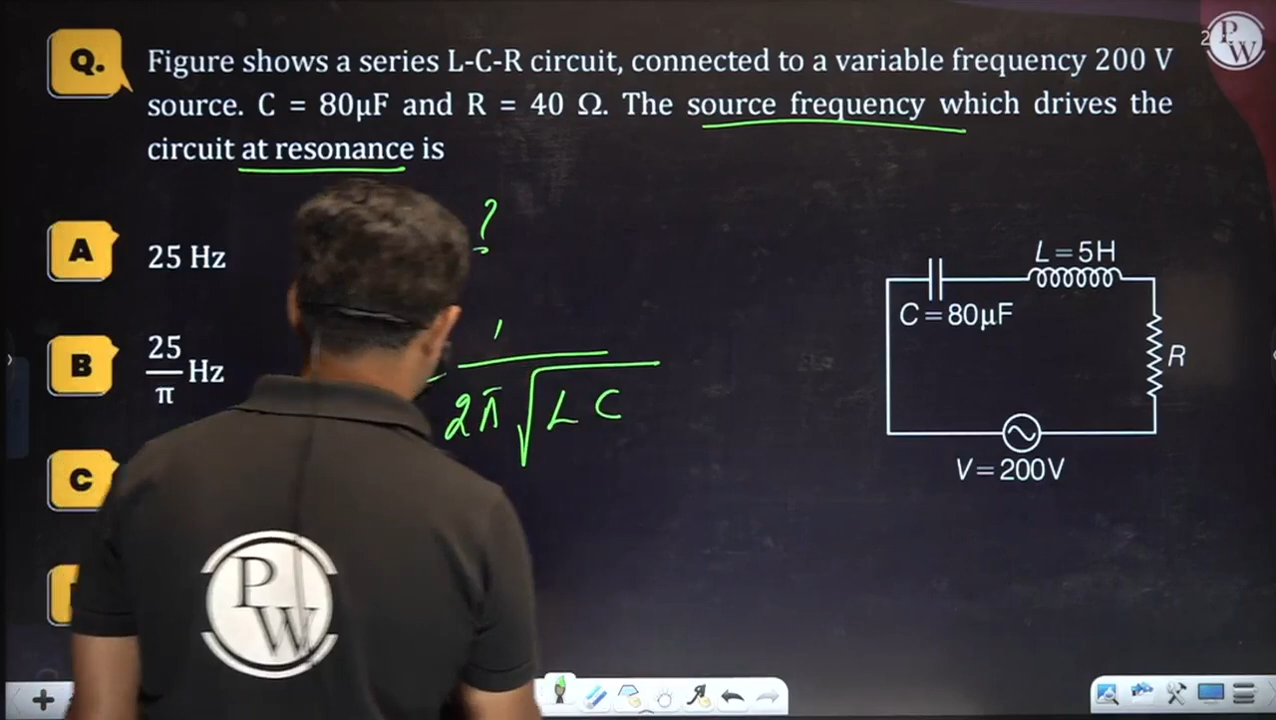 Q.
Figure shows a series L-C-R circuit, connected to a variable frequency 200 V
source. C = 80μF and R = 40 Ω. The source frequency which drives the
circuit at resonance is
A
25 Hz
B
25
π
Hz
C
?
1
2π √LC
L=5H
C=80μF
R
V=200V
P
W
P
W